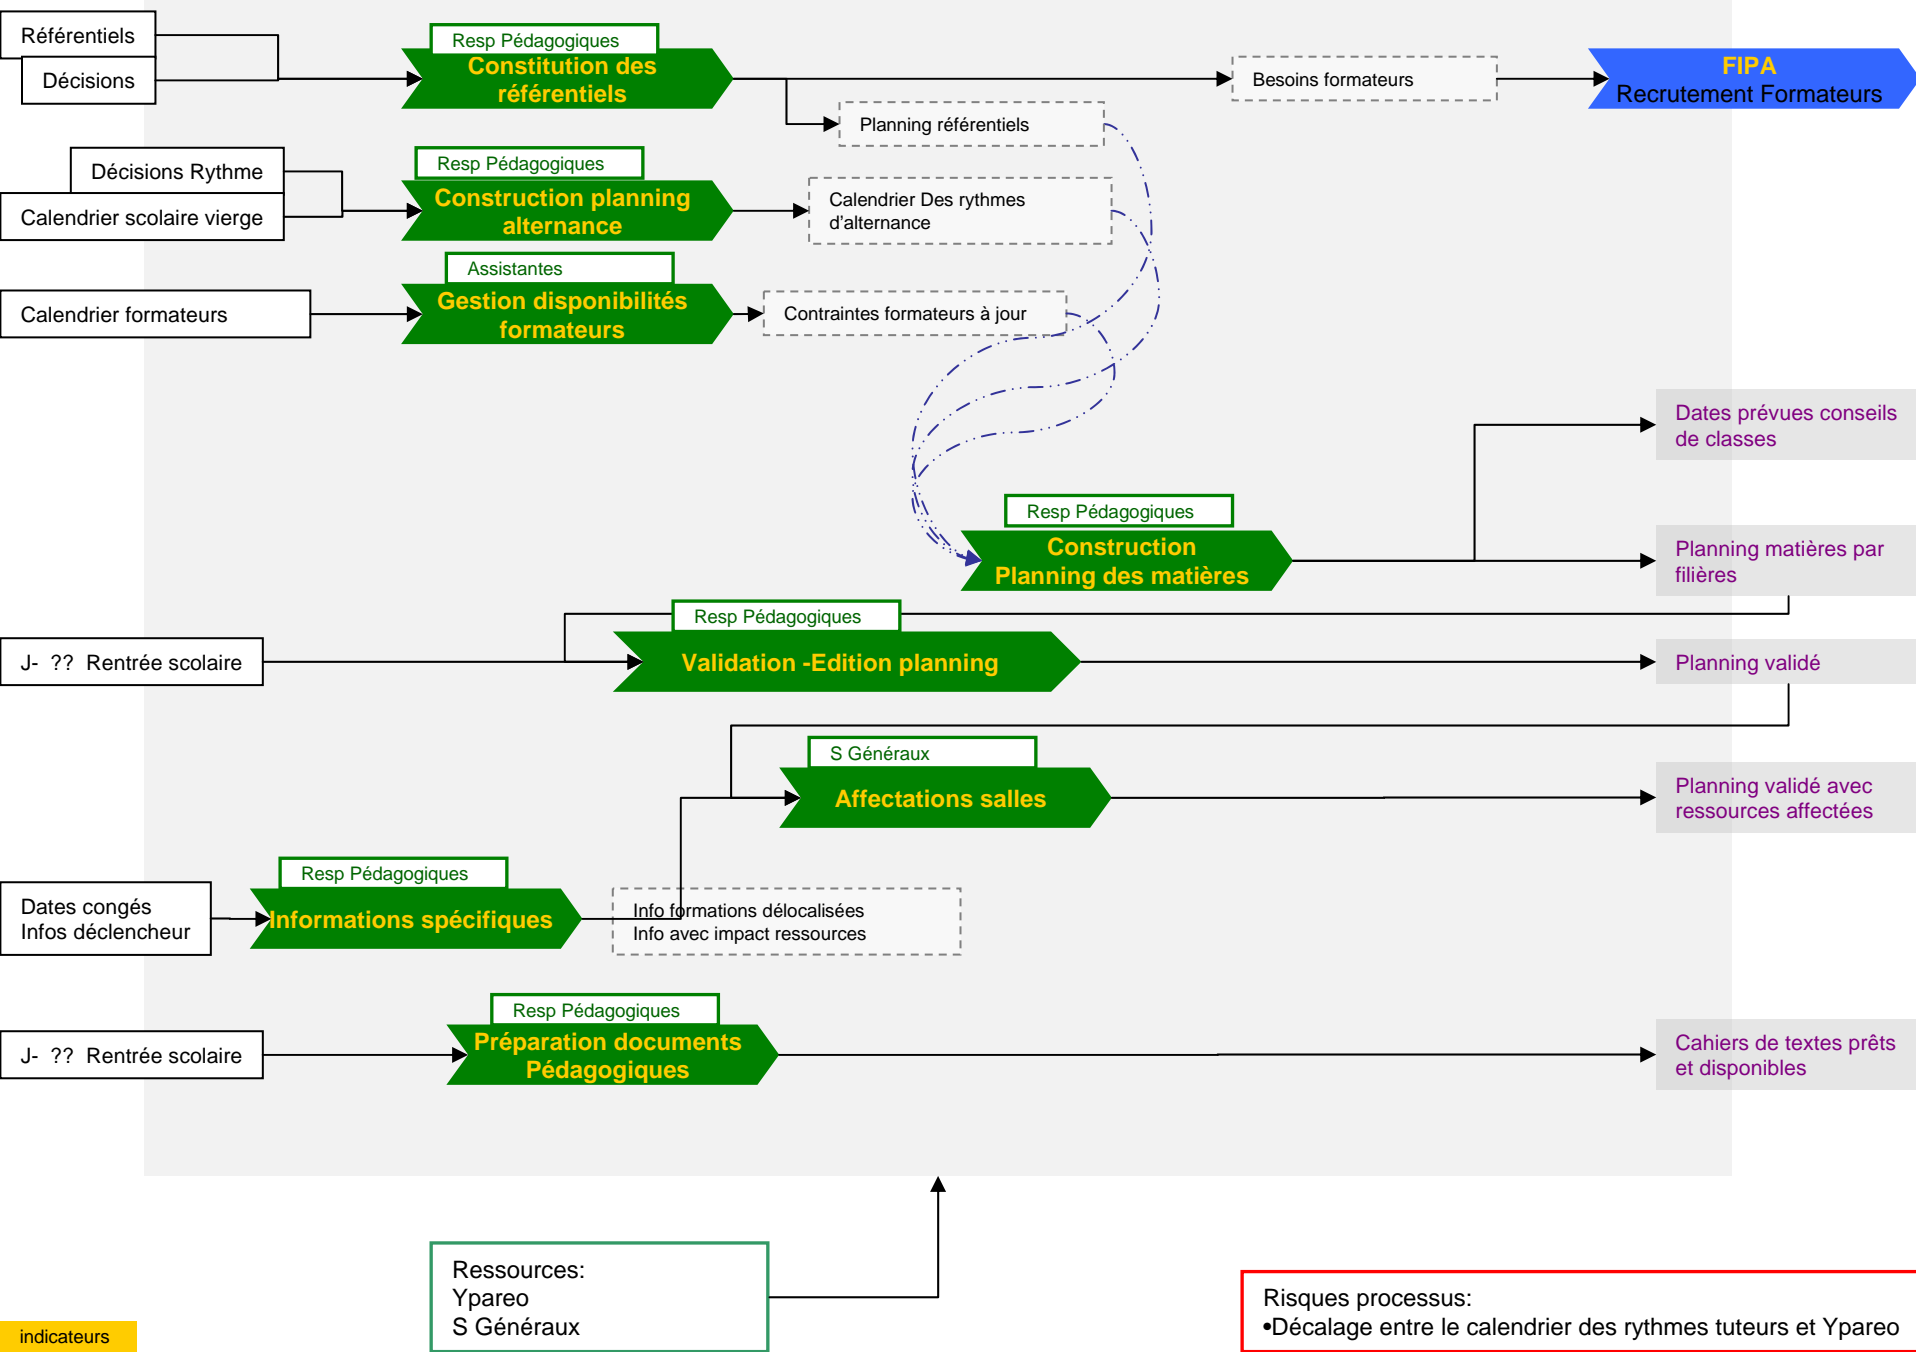 Référentiels
Décisions
Resp Pédagogiques
Constitution des
référentiels
Besoins formateurs
FIPA
Recrutement Formateurs
Planning référentiels
Décisions Rythme
Calendrier scolaire vierge
Resp Pédagogiques
Construction planning
alternance
Calendrier Des rythmes
d'alternance
Calendrier formateurs
Assistantes
Gestion disponibilités
formateurs
Contraintes formateurs à jour
Dates prévues conseils
de classes
Resp Pédagogiques
Construction
Planning des matières
Planning matières par
filières
J- ?? Rentrée scolaire
Resp Pédagogiques
Validation -Edition planning
Planning validé
S Généraux
Affectations salles
Planning validé avec
ressources affectées
Dates congés
Infos déclencheur
Resp Pédagogiques
Informations spécifiques
Info formations délocalisées
Info avec impact ressources
J- ?? Rentrée scolaire
Resp Pédagogiques
Préparation documents
Pédagogiques
Cahiers de textes prêts
et disponibles
Ressources:
Ypareo
S Généraux
Risques processus:
•Décalage entre le calendrier des rythmes tuteurs et Ypareo
indicateurs